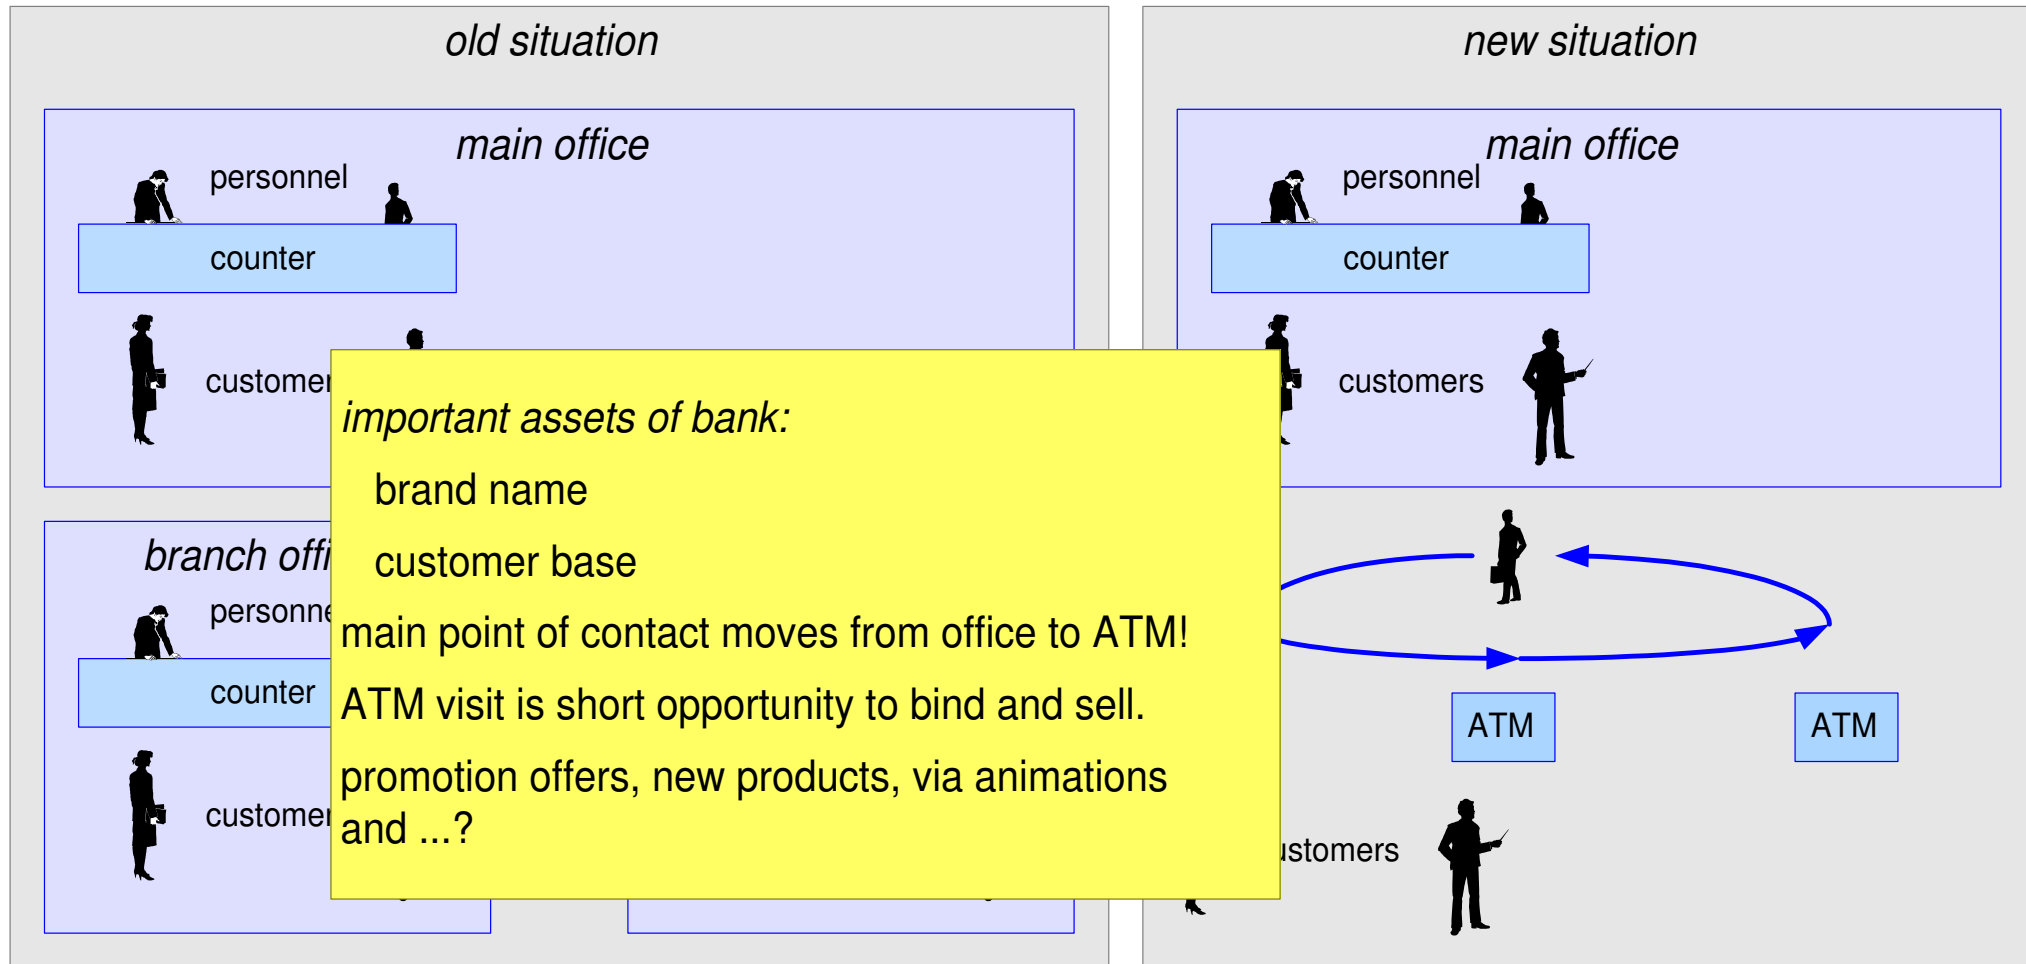 old situation
main office
personnel
counter
important assets of bank:
brand name
customer base
main point of contact moves from office to ATM!
ATM visit is short opportunity to bind and sell.
promotion offers, new products, via animations
and ...?
personnel
counter
new situation
main office
personnel
counter
customers
ATM
ATM